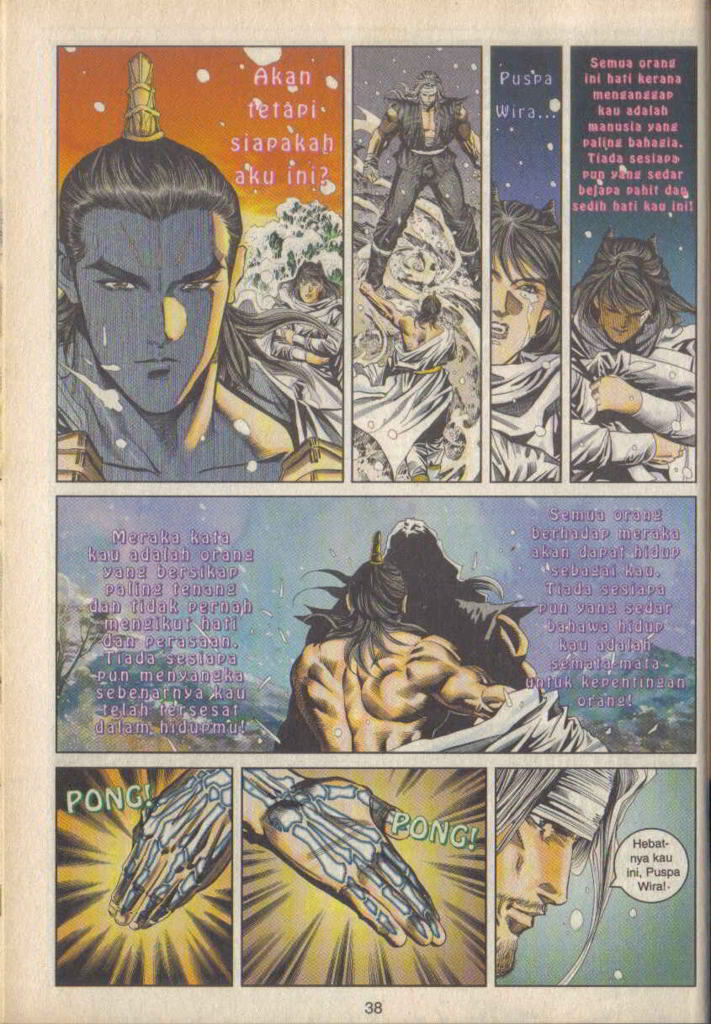 Akan
tetapi
siapakah
aku ini?
Puspa
Wira...
Semua orang
ini hati kerana
menganggap
kau adalah
manusia yang
paling bahagia.
Tiada sesiapa
pun yang sedar
bejapa pahit dan
sedih hati kau ini!
Meraka kata
kau adalah orang
yang bersikap
paling tenang
dan tidak pernah
mengikut hati
dan perasaan.
Tiada sesiapa
pun menyangka
sebenarnya kau
telah tersesat
dalam hidupmu!
Semua orang
berhadap meraka
akan dapat hidup
sebagai kau.
Tiada sesiapa
pun yang sedar
bahawa hidup
kau adalah
semata-mata
untuk kepentingan
orang!
PONG!
PONG!
Hebat-
nya kau
ini, Puspa
Wira!
38